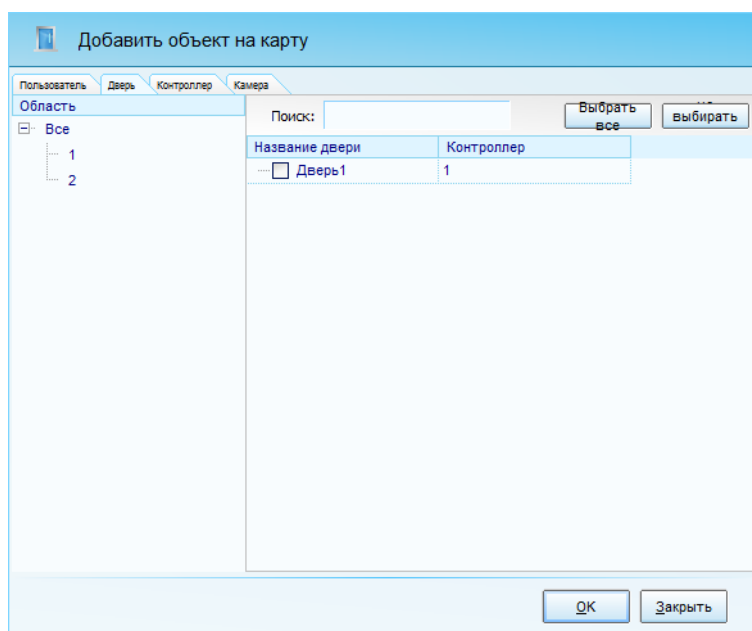 Добавить объект на карту
Пользователь Дверь Контроллер Камера
Область
Поиск:
Выбрать
все
выбирать
Все
1
2
Название двери Контроллер
Дверь1 1
OK Закрыть